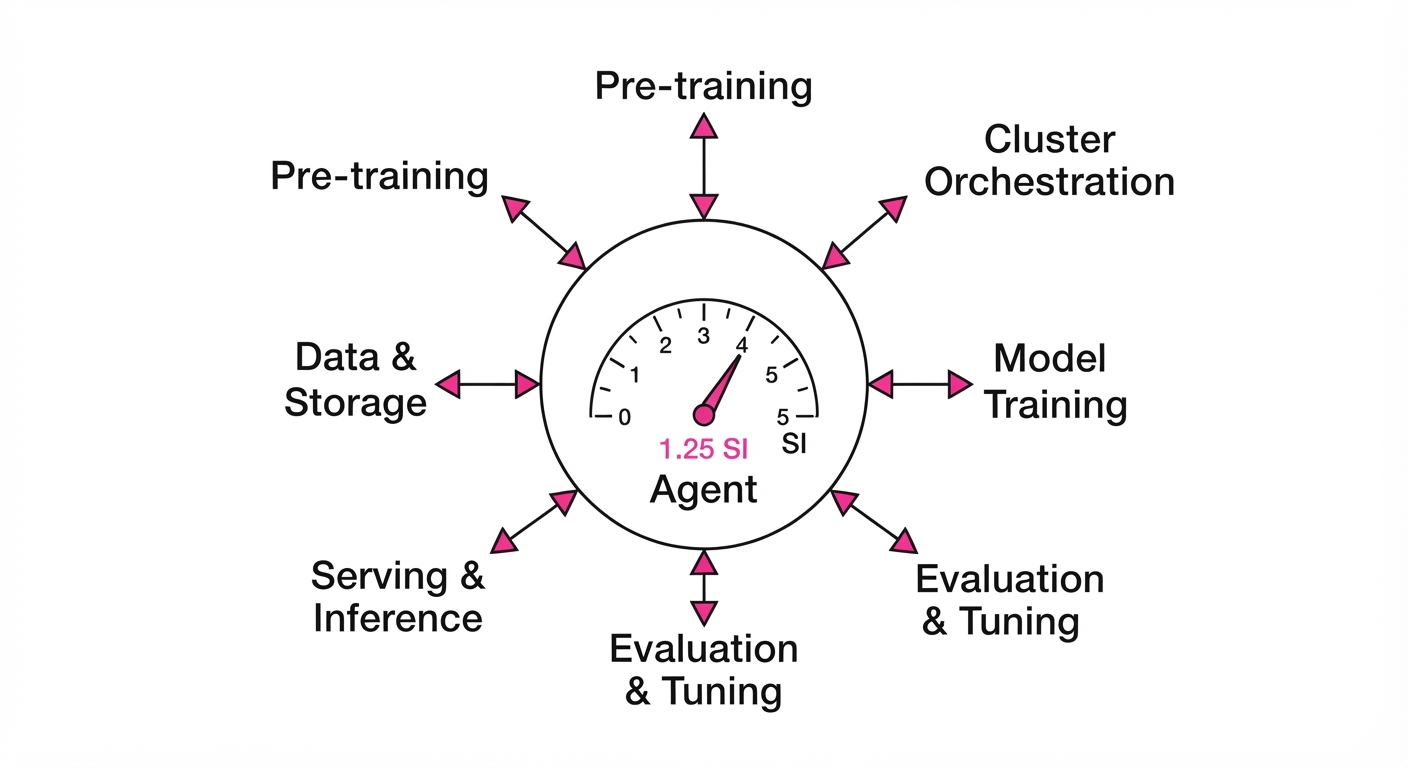 Pre-training
Pre-training
Cluster
Orchestration
Data &
Storage
0
1
2
3
4
5
5
SI
1.25 SI
Agent
Model
Training
Serving &
Inference
Evaluation
& Tuning
Evaluation
& Tuning